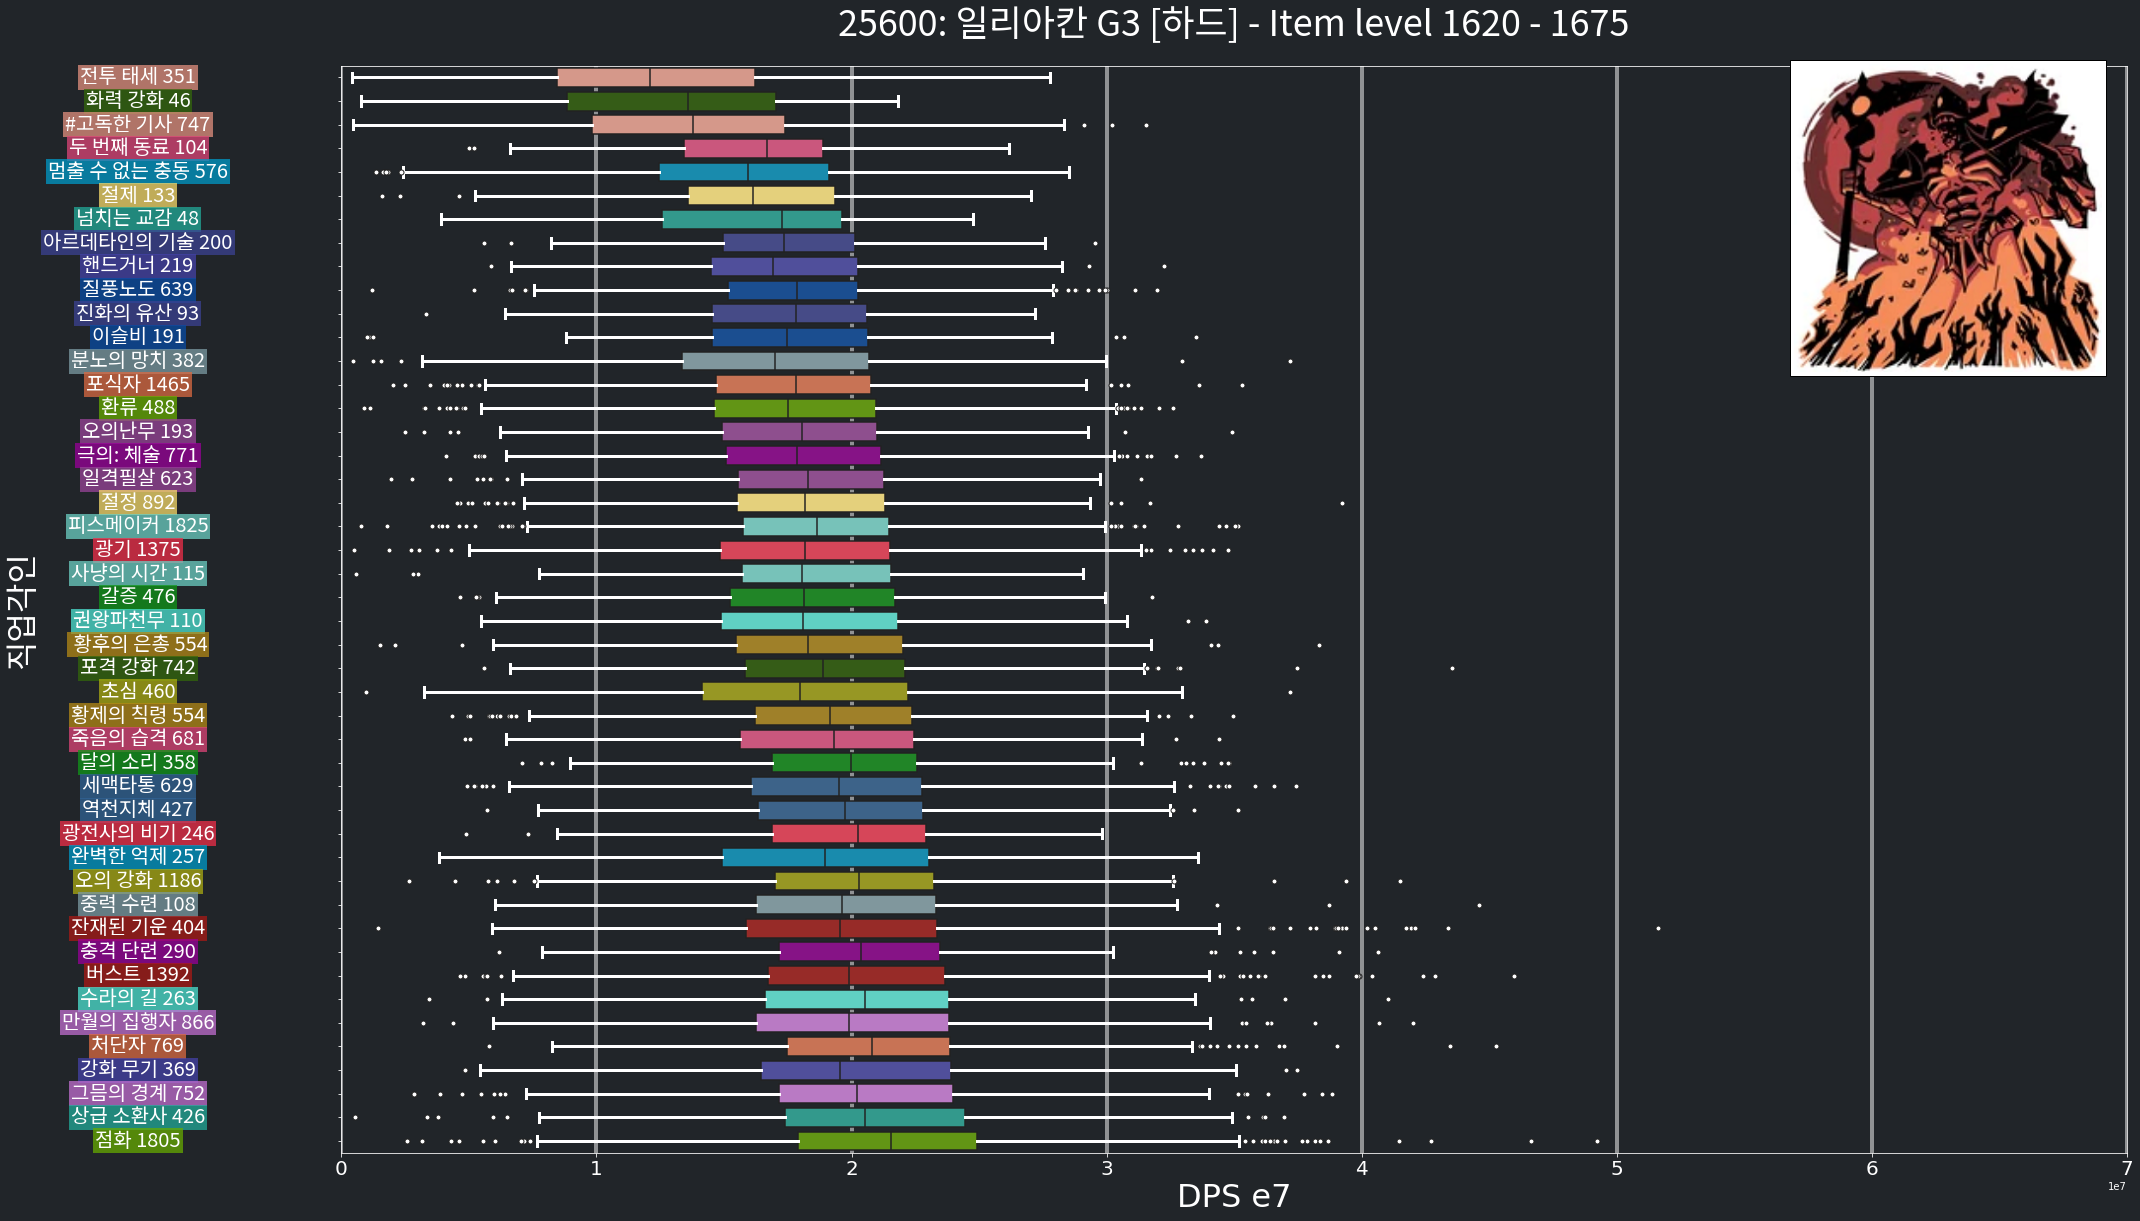 25600: 일리아칸 G3 [하드] - Item level 1620 - 1675
직업각인
전투 태세 351
화력 강화 46
#고독한 기사 747
두 번째 동료 104
멈출 수 없는 충동 576
절제 133
넘치는 교감 48
아르데타인의 기술 200
핸드거너 219
질풍노도 639
진화의 유산 93
이슬비 191
분노의 망치 382
포식자 1465
환류 488
오의난무 193
극의: 체술 771
일격필살 623
절정 892
피스메이커 1825
광기 1375
사냥의 시간 115
갈증 476
권왕파천무 110
황후의 은총 554
포격 강화 742
초심 460
황제의 칙령 554
죽음의 습격 681
달의 소리 358
세맥타통 629
역천지체 427
광전사의 비기 246
완벽한 억제 257
오의 강화 1186
중력 수련 108
잔재된 기운 404
충격 단련 290
버스트 1392
수라의 길 263
만월의 집행자 866
처단자 769
강화 무기 369
그믐의 경계 752
상급 소환사 426
점화 1805
0 1 2 3 4 5 6 7
DPS e7
1e7